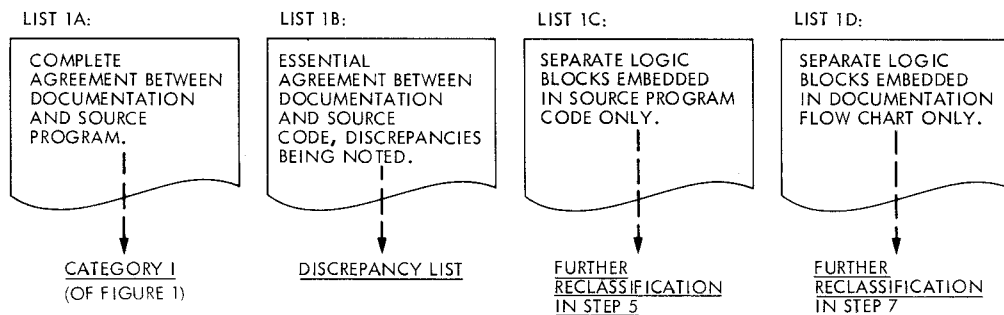 LIST 1A:
COMPLETE
AGREEMENT BETWEEN
DOCUMENTATION
AND SOURCE
PROGRAM.
CATEGORY I
(OF FIGURE 1)
LIST 1B:
ESSENTIAL
AGREEMENT BETWEEN
DOCUMENTATION
AND SOURCE
CODE, DISCREPANCIES
BEING NOTED.
DISCREPANCY LIST
LIST 1C:
SEPARATE LOGIC
BLOCKS EMBEDDED
IN SOURCE PROGRAM
CODE ONLY.
FURTHER
RECLASSIFICATION
IN STEP 5
LIST 1D:
SEPARATE LOGIC
BLOCKS EMBEDDED
IN DOCUMENTATION
FLOW CHART ONLY.
FURTHER
RECLASSIFICATION
IN STEP 7